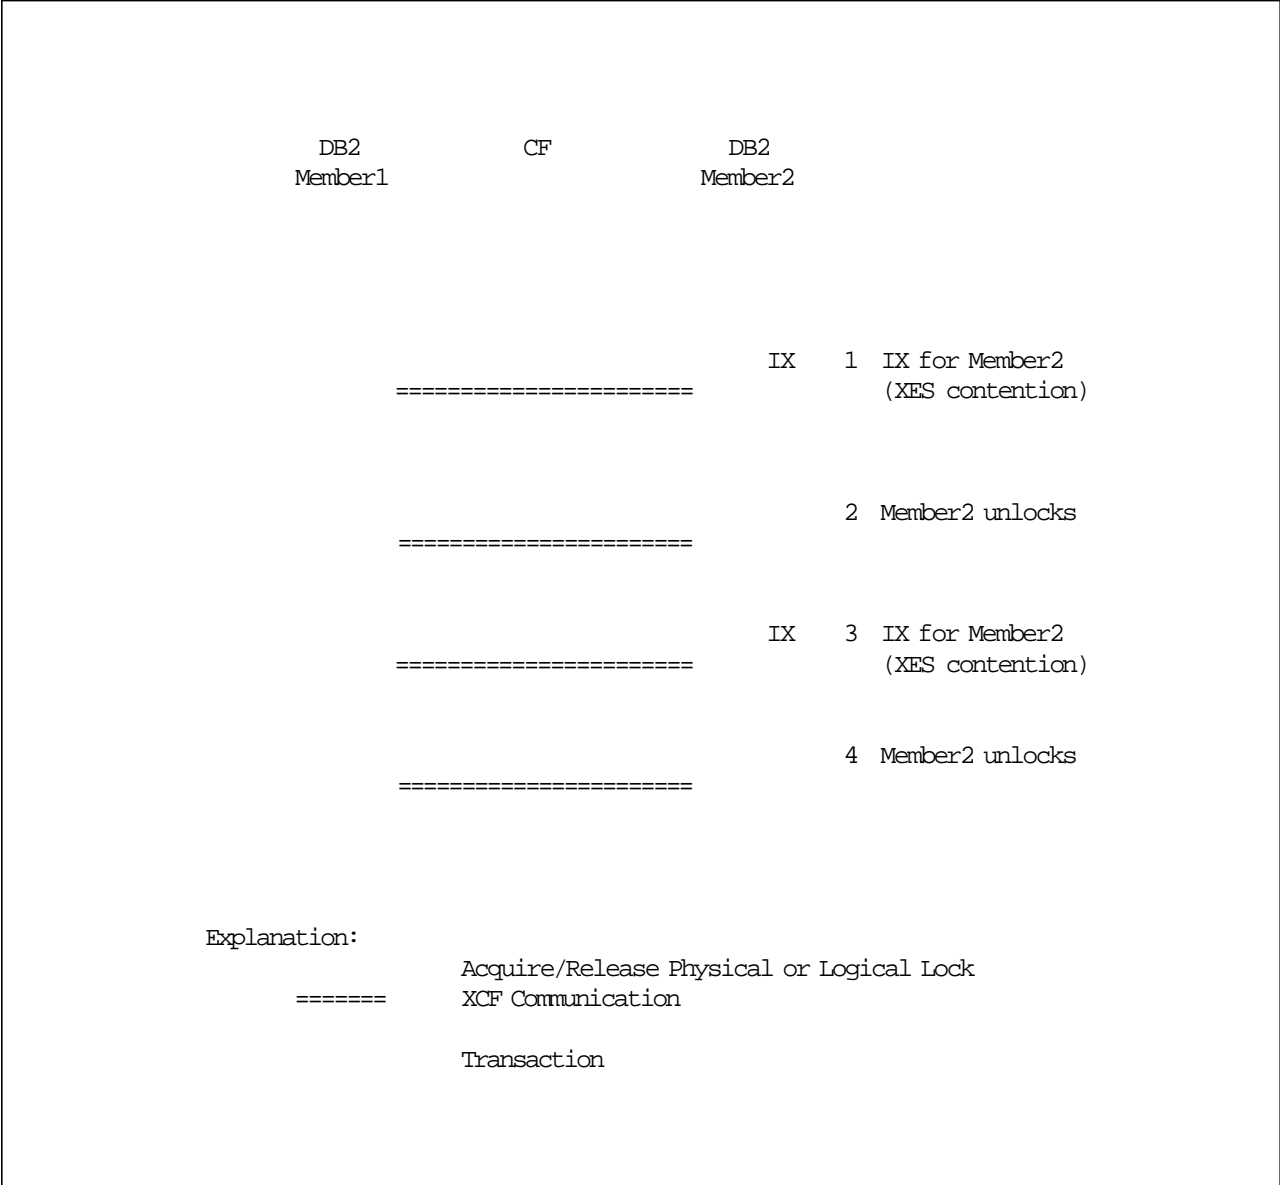 DB2 CF DB2
Member1 Member2
IX 1 IX for Member2
======================= (XES contention)
2 Member2 unlocks
=======================
IX 3 IX for Member2
======================= (XES contention)
4 Member2 unlocks
=======================
Explanation:
Acquire/Release Physical or Logical Lock
======= XCF Communication
Transaction